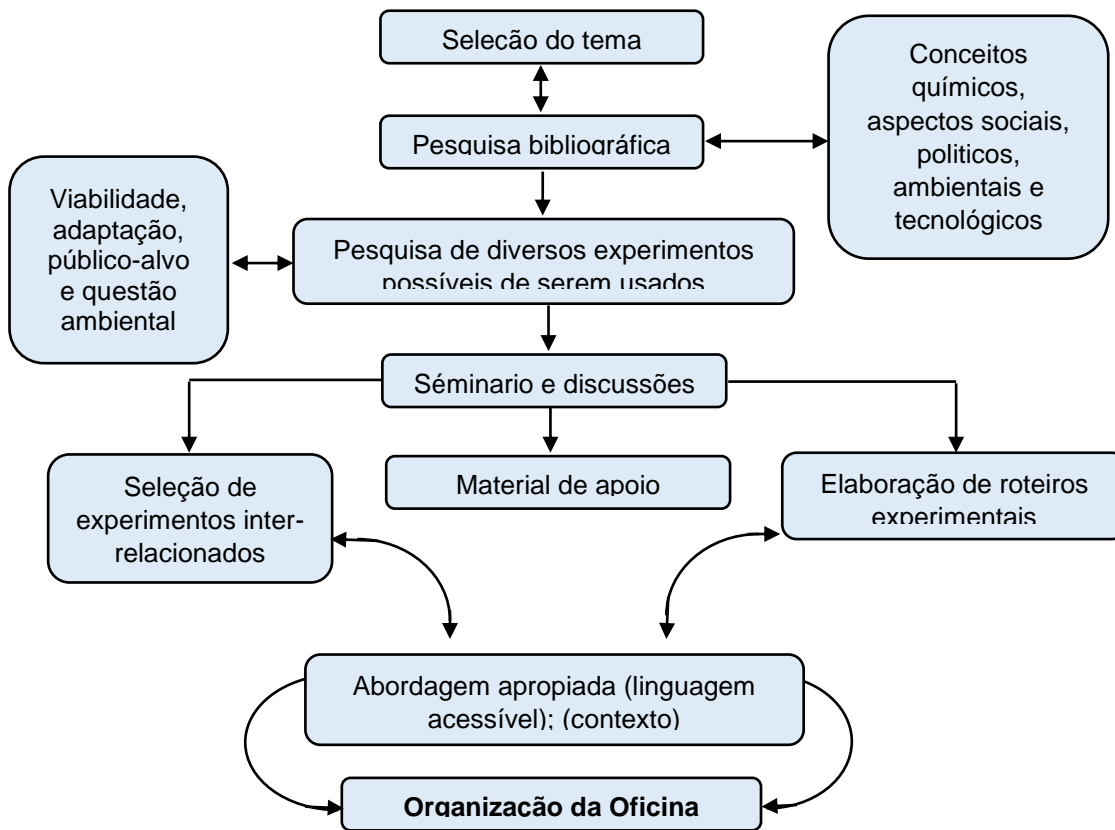 Selecão do tema
Conceitos
químicos,
aspectos sociais,
politicos,
ambientais e
tecnológicos
Pesquisa bibliográfica
Viabilidade,
adaptação,
público-alvo
e questão
ambiental
Pesquisa de diversos experimentos
possíveis de serem usados
Séminario e discussões
Seleção de
experimentos inter-
relacionados
Material de apoio
Elaboração de roteiros
experimentais
Abordagem apropiada (linguagem
acessível); (contexto)
Organização da Oficina